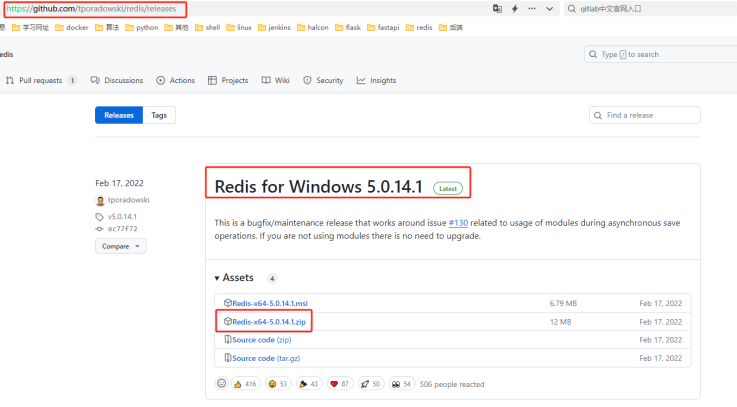 https://github.com/tporadowski/redis/releases
gitlab中文官网入口
息 学习网址 docker 算法 python 其他 shell linux jenkins halcon flask fastapi redis 后端
edis
Type / to search
Pull requests 1 Discussions Actions Projects Wiki Security Insights
Releases Tags
Find a release
Feb 17, 2022
tporadowski
v5.0.14.1
ec77f72
Compare
Redis for Windows 5.0.14.1 Latest
This is a bugfix/maintenance release that works around issue #130 related to usage of modules during asynchronous save
operations. If you are not using modules there is no need to upgrade.
Assets 4
Redis-x64-5.0.14.1.msi 6.79 MB Feb 17, 2022
Redis-x64-5.0.14.1.zip 12 MB Feb 17, 2022
Source code (zip) Feb 17, 2022
Source code (tar.gz) Feb 17, 2022
416 53 43 87 50 54 506 people reacted